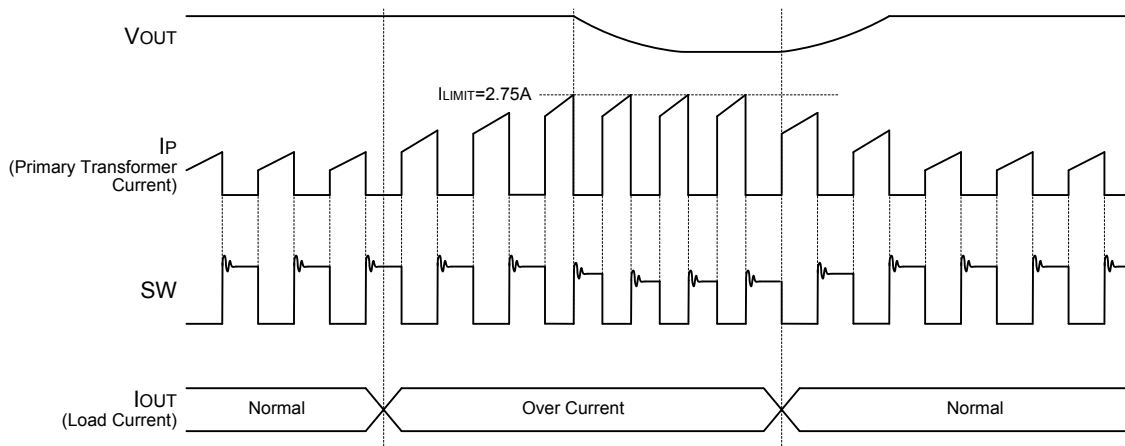 VOUT
ILIMIT=2.75A
IP
(Primary Transformer
Current)
SW
IOUT
(Load Current)
Normal
Over Current
Normal